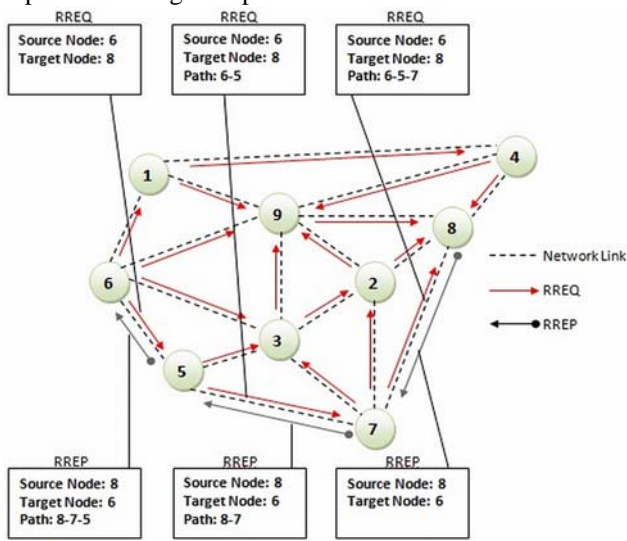 RREQ
Source Node: 6
Target Node: 8
RREQ
Source Node: 6
Target Node: 8
Path: 6-5
RREQ
Source Node: 6
Target Node: 8
Path: 6-5-7
1
4
9
8
6
2
3
5
7
Network Link
RREQ
RREP
RREP
Source Node: 8
Target Node: 6
Path: 8-7-5
RREP
Source Node: 8
Target Node: 6
Path: 8-7
RREP
Source Node: 8
Target Node: 6